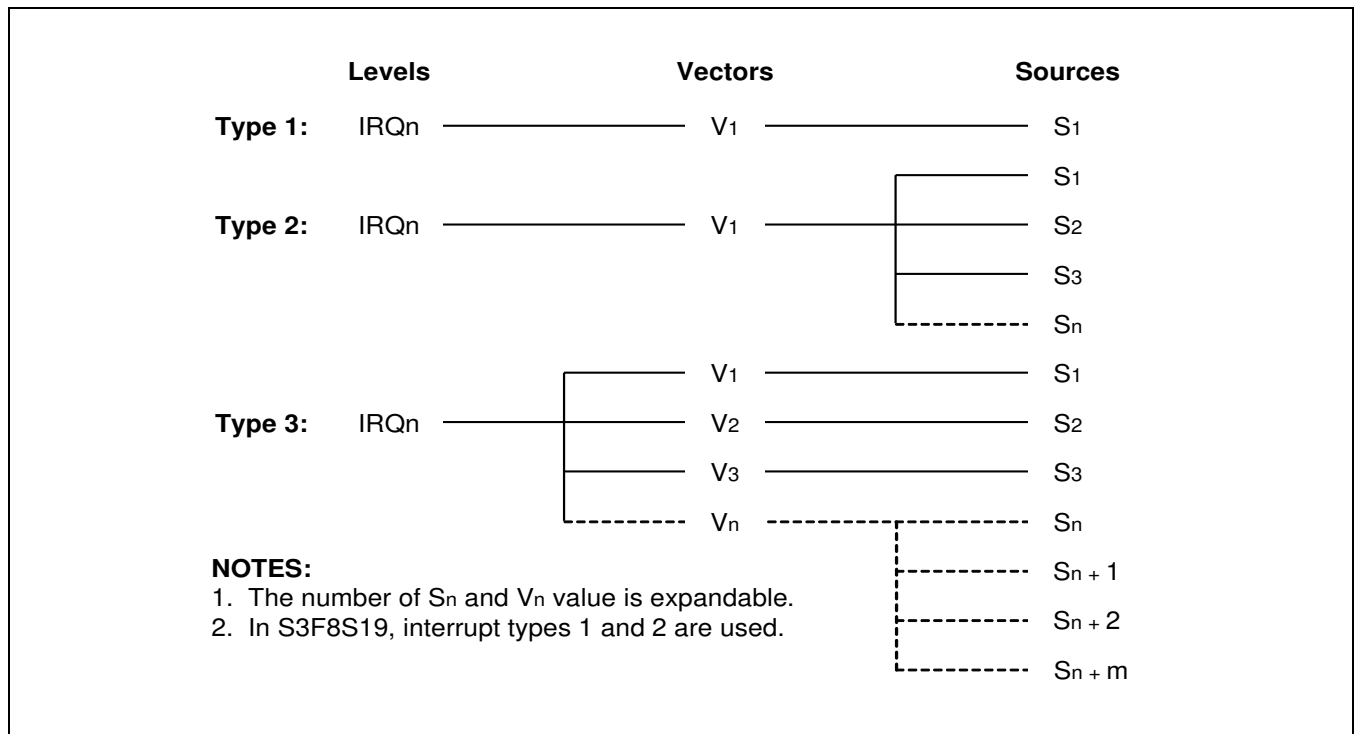 Levels Vectors Sources
Type 1: IRQn V1 S1
S1
Type 2: IRQn V1 S2
S3
Sn
V1 S1
Type 3: IRQn V2 S2
V3 S3
Vn Sn
Sn + 1
Sn + 2
Sn + m
NOTES:
1. The number of Sn and Vn value is expandable.
2. In S3F8S19, interrupt types 1 and 2 are used.